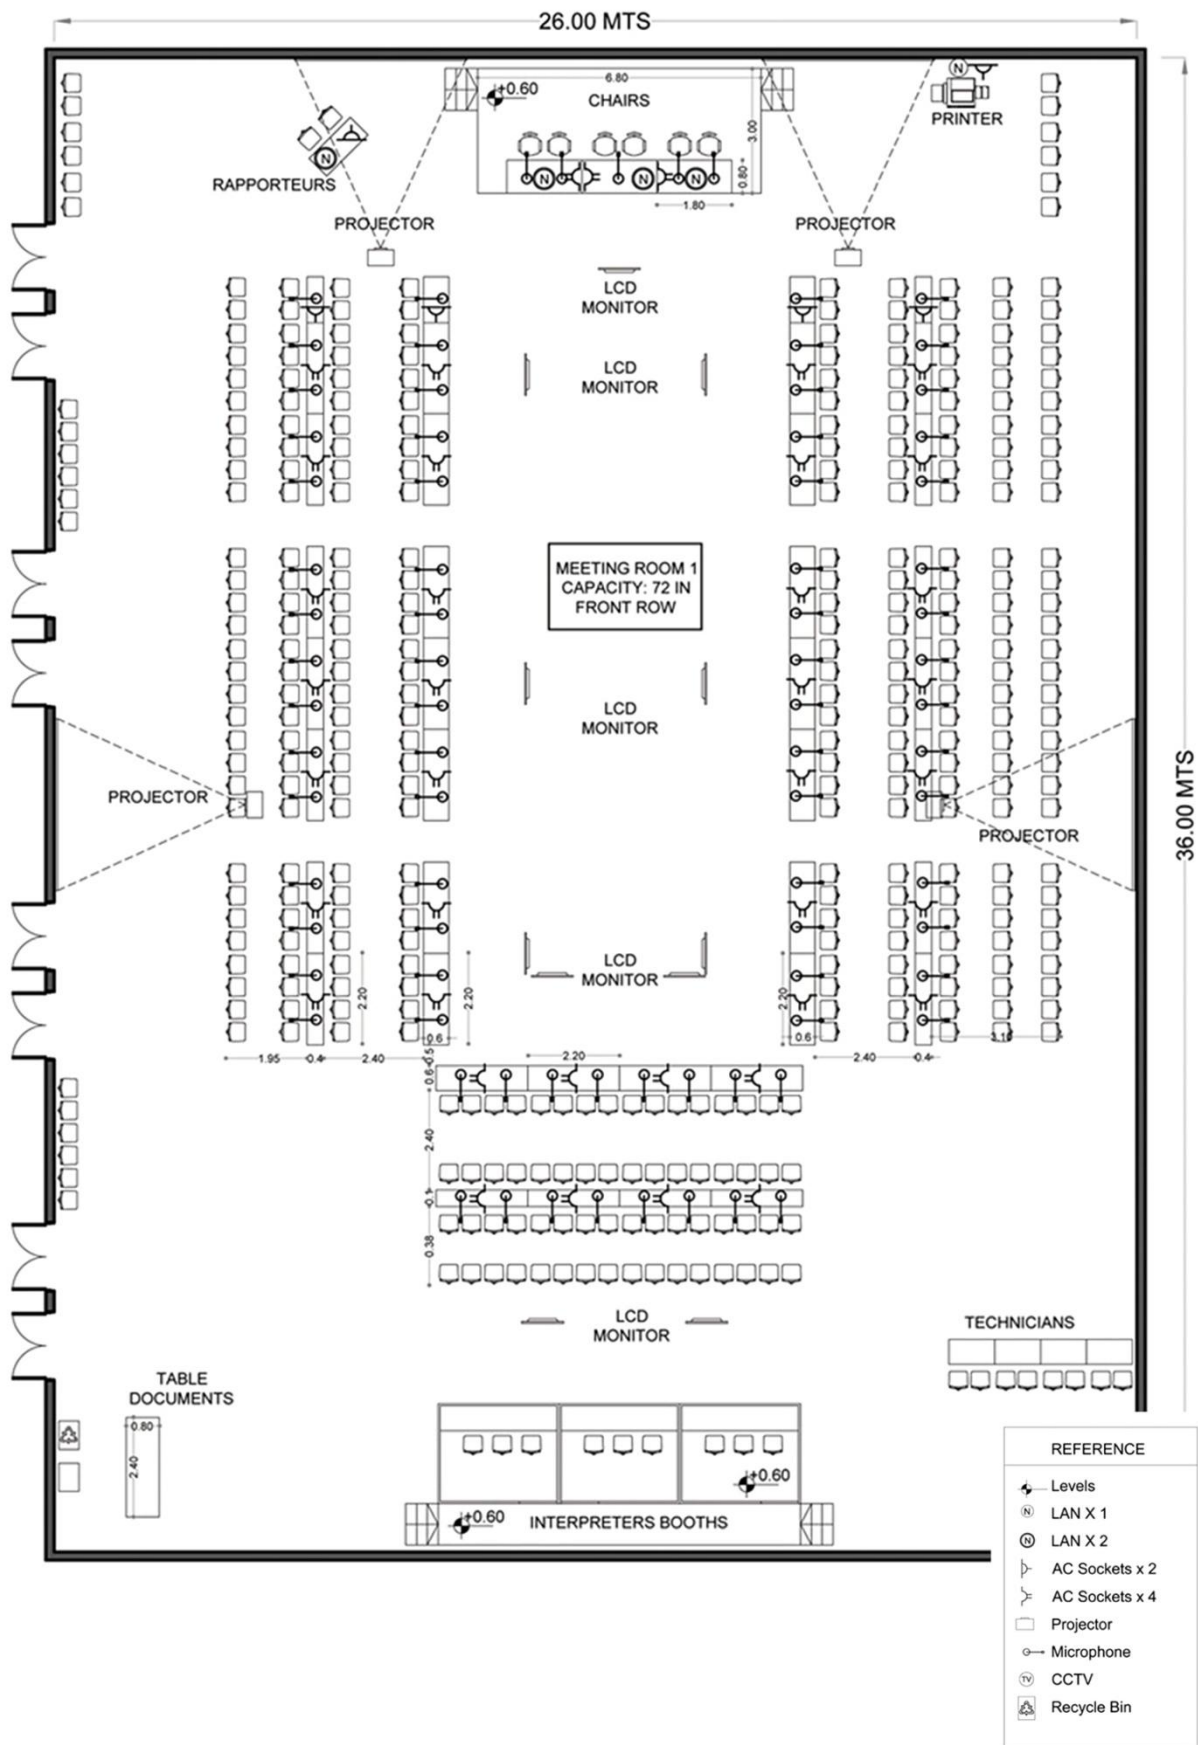 26.00 MTS
6.80
+0.60
CHAIRS
3.00
N
PRINTER
N
RAPPORTEURS
N
N
N
0.80
1.80
PROJECTOR
PROJECTOR
LCD
MONITOR
LCD
MONITOR
MEETING ROOM 1
CAPACITY: 72 IN
FRONT ROW
LCD
MONITOR
36.00 MTS
PROJECTOR
PROJECTOR
LCD
MONITOR
2.20
2.20
2.20
0.6
0.6
3.10
1.95
0.4
2.40
0.5
2.20
2.40
0.4
0.6
2.40
0.38
LCD
MONITOR
TECHNICIANS
TABLE
DOCUMENTS
0.80
2.40
+0.60
+0.60
INTERPRETERS BOOTHS
REFERENCE
Levels
N LAN X 1
N LAN X 2
AC Sockets x 2
AC Sockets x 4
Projector
Microphone
TV CCTV
Recycle Bin